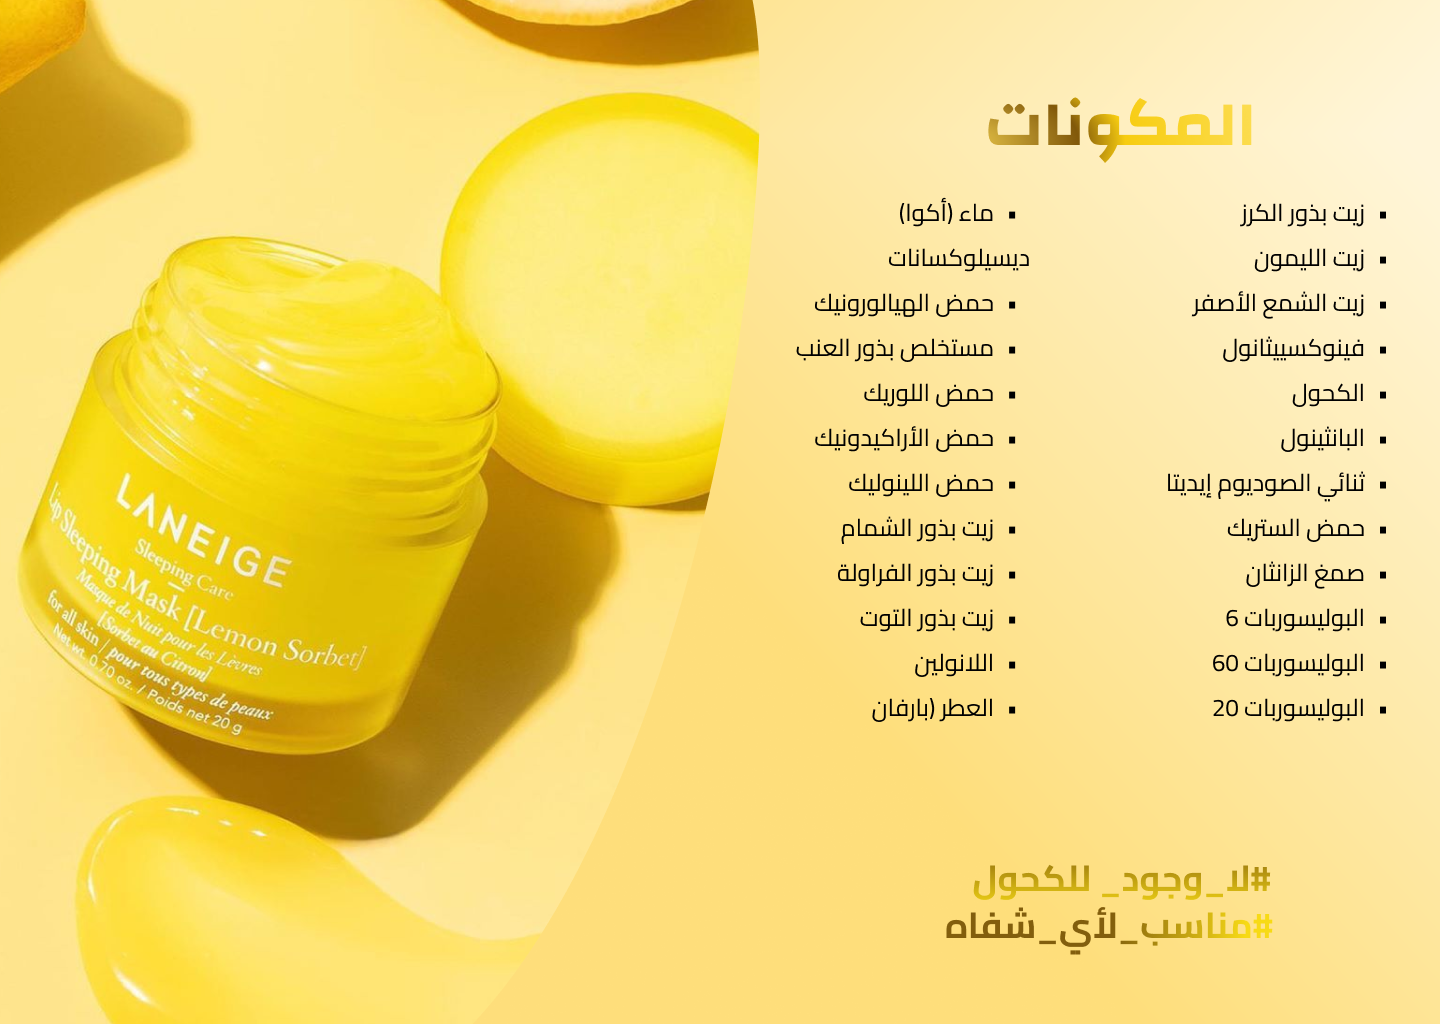 المكونات
زيت بذور الكرز
زيت الليمون
زيت الشمع الأصفر
فينوكسييثانول
الكحول
البانثينول
ثنائي الصوديوم إيديتا
حمض الستريك
صمغ الزانثان
البوليسوربات 6
البوليسوربات 60
البوليسوربات 20
ماء (أكوا)
ديسيلوكسانات
حمض الهيالورونيك
مستخلص بذور العنب
حمض اللوريك
حمض الأراكيدونيك
حمض اللينوليك
زيت بذور الشمام
زيت بذور الفراولة
زيت بذور التوت
اللانولين
العطر (بارفان
#لا_وجود_ للكحول
#مناسب_لأي_شفاه
LANEIGE
Sleeping Care
Lip Sleeping Mask [Lemon Sorbet]
Masque de Nuit pour les Lèvres
[Sorbet au Citron]
for all skin / pour tous types de peaux
Net wt. 0.70 oz. / Poids net 20 g